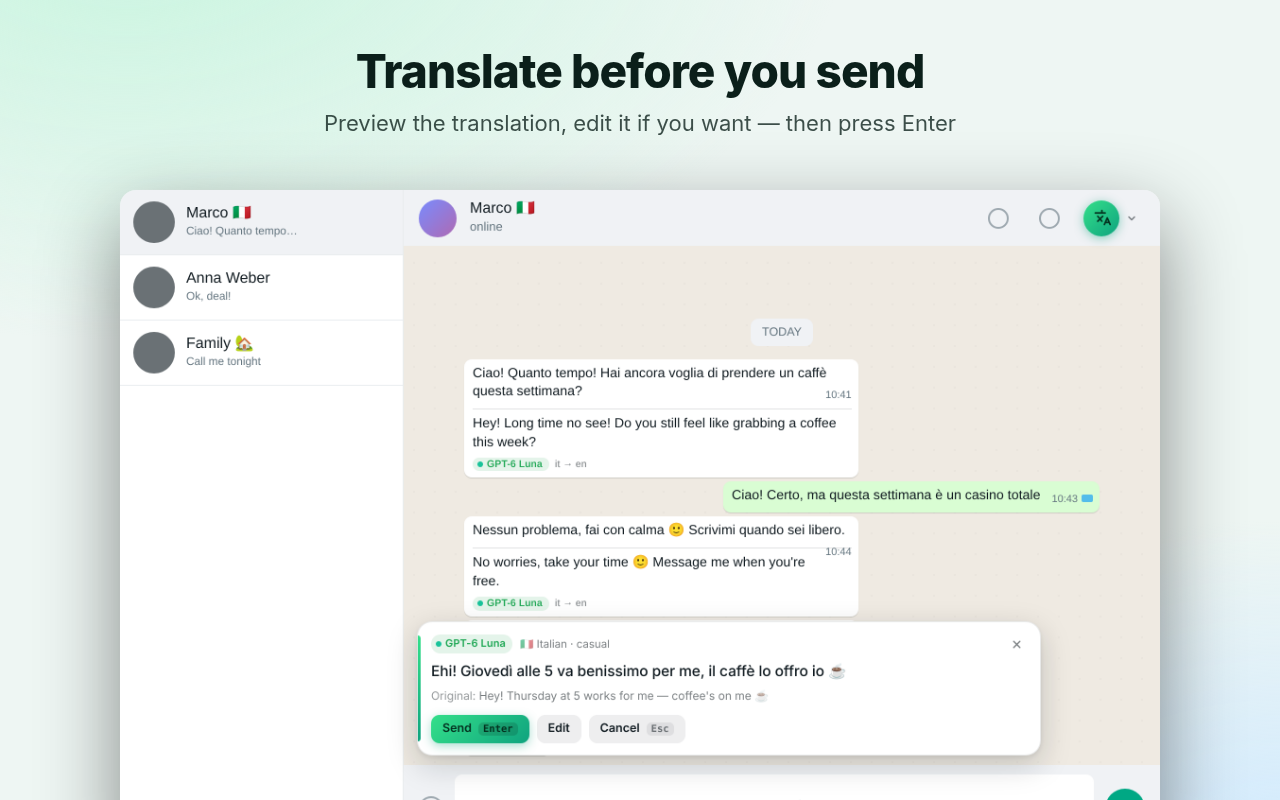 Translate before you send
Preview the translation, edit it if you want — then press Enter
Marco 🇮🇹
Ciao! Quanto tempo…
Anna Weber
Ok, deal!
Family 🏡
Call me tonight
Marco 🇮🇹
online
TODAY
Ciao! Quanto tempo! Hai ancora voglia di prendere un caffè
questa settimana?
10:41
Hey! Long time no see! Do you still feel like grabbing a coffee
this week?
GPT-6 Luna it → en
Ciao! Certo, ma questa settimana è un casino totale 10:43
Nessun problema, fai con calma 🙂 Scrivimi quando sei libero.
10:44
No worries, take your time 🙂 Message me when you're
free.
GPT-6 Luna it → en
GPT-6 Luna 🇮🇹 Italian · casual
Ehi! Giovedì alle 5 va benissimo per me, il caffè lo offro io ☕
Original: Hey! Thursday at 5 works for me — coffee's on me ☕
Send Enter Edit Cancel Esc